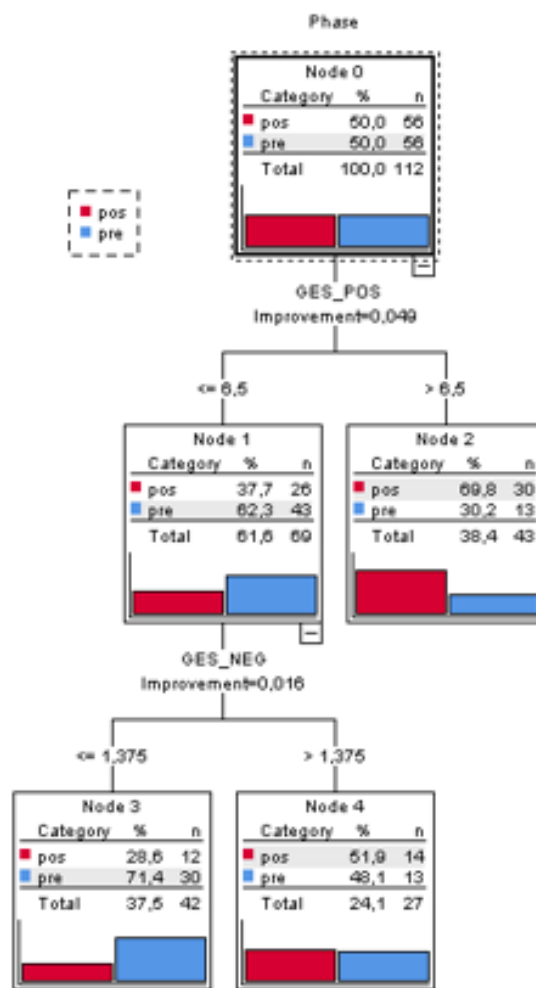 Phase
Node 0
Category % n
pos 50,0 56
pre 50,0 56
Total 100,0 112
pos
pre
GES_POS
Improvement=0,049
<= 6,5
> 6,5
Node 1
Category % n
pos 37,7 26
pre 62,3 43
Total 61,6 69
Node 2
Category % n
pos 69,8 30
pre 30,2 13
Total 38,4 43
GES_NEG
Improvement=0,016
<= 1,375
> 1,375
Node 3
Category % n
pos 28,6 12
pre 71,4 30
Total 37,5 42
Node 4
Category % n
pos 51,9 14
pre 48,1 13
Total 24,1 27